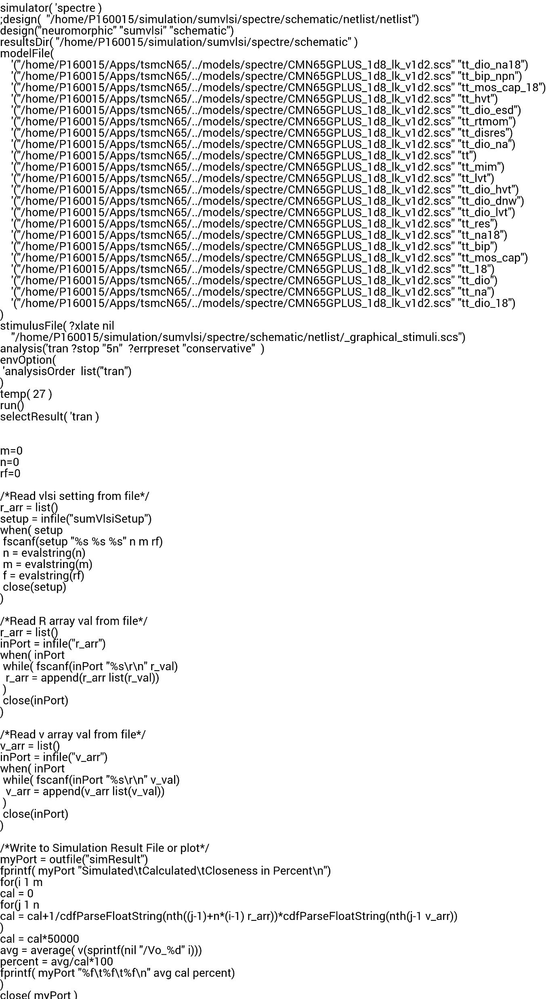 simulator( 'spectre )
;design(  "/home/P160015/simulation/sumvlsi/spectre/schematic/netlist/netlist")
design("neuromorphic" "sumvlsi" "schematic")
resultsDir( "/home/P160015/simulation/sumvlsi/spectre/schematic" )
modelFile(
    '("/home/P160015/Apps/tsmcN65/../models/spectre/CMN65GPLUS_1d8_lk_v1d2.scs" "tt_dio_na18")
    '("/home/P160015/Apps/tsmcN65/../models/spectre/CMN65GPLUS_1d8_lk_v1d2.scs" "tt_bip_npn")
    '("/home/P160015/Apps/tsmcN65/../models/spectre/CMN65GPLUS_1d8_lk_v1d2.scs" "tt_mos_cap_18")
    '("/home/P160015/Apps/tsmcN65/../models/spectre/CMN65GPLUS_1d8_lk_v1d2.scs" "tt_hvt")
    '("/home/P160015/Apps/tsmcN65/../models/spectre/CMN65GPLUS_1d8_lk_v1d2.scs" "tt_dio_esd")
    '("/home/P160015/Apps/tsmcN65/../models/spectre/CMN65GPLUS_1d8_lk_v1d2.scs" "tt_rtmom")
    '("/home/P160015/Apps/tsmcN65/../models/spectre/CMN65GPLUS_1d8_lk_v1d2.scs" "tt_disres")
    '("/home/P160015/Apps/tsmcN65/../models/spectre/CMN65GPLUS_1d8_lk_v1d2.scs" "tt_dio_na")
    '("/home/P160015/Apps/tsmcN65/../models/spectre/CMN65GPLUS_1d8_lk_v1d2.scs" "tt")
    '("/home/P160015/Apps/tsmcN65/../models/spectre/CMN65GPLUS_1d8_lk_v1d2.scs" "tt_mim")
    '("/home/P160015/Apps/tsmcN65/../models/spectre/CMN65GPLUS_1d8_lk_v1d2.scs" "tt_lvt")
    '("/home/P160015/Apps/tsmcN65/../models/spectre/CMN65GPLUS_1d8_lk_v1d2.scs" "tt_dio_hvt")
    '("/home/P160015/Apps/tsmcN65/../models/spectre/CMN65GPLUS_1d8_lk_v1d2.scs" "tt_dio_dnw")
    '("/home/P160015/Apps/tsmcN65/../models/spectre/CMN65GPLUS_1d8_lk_v1d2.scs" "tt_dio_lvt")
    '("/home/P160015/Apps/tsmcN65/../models/spectre/CMN65GPLUS_1d8_lk_v1d2.scs" "tt_res")
    '("/home/P160015/Apps/tsmcN65/../models/spectre/CMN65GPLUS_1d8_lk_v1d2.scs" "tt_na18")
    '("/home/P160015/Apps/tsmcN65/../models/spectre/CMN65GPLUS_1d8_lk_v1d2.scs" "tt_bip")
    '("/home/P160015/Apps/tsmcN65/../models/spectre/CMN65GPLUS_1d8_lk_v1d2.scs" "tt_mos_cap")
    '("/home/P160015/Apps/tsmcN65/../models/spectre/CMN65GPLUS_1d8_lk_v1d2.scs" "tt_18")
    '("/home/P160015/Apps/tsmcN65/../models/spectre/CMN65GPLUS_1d8_lk_v1d2.scs" "tt_dio")
    '("/home/P160015/Apps/tsmcN65/../models/spectre/CMN65GPLUS_1d8_lk_v1d2.scs" "tt_na")
    '("/home/P160015/Apps/tsmcN65/../models/spectre/CMN65GPLUS_1d8_lk_v1d2.scs" "tt_dio_18")
)
stimulusFile( ?xlate nil
    "/home/P160015/simulation/sumvlsi/spectre/schematic/netlist/_graphical_stimuli.scs")
analysis('tran ?stop "5n"  ?errpreset "conservative"  )
envOption(
 'analysisOrder  list("tran")
)
temp( 27 )
run()
selectResult( 'tran )


m=0
n=0
rf=0

/*Read vlsi setting from file*/
r_arr = list()
setup = infile("sumVlsiSetup")
when( setup
 fscanf(setup "%s %s %s" n m rf)
 n = evalstring(n)
 m = evalstring(m)
 f = evalstring(rf)
 close(setup)
)

/*Read R array val from file*/
r_arr = list()
inPort = infile("r_arr")
when( inPort
 while( fscanf(inPort "%s\r\n" r_val)
  r_arr = append(r_arr list(r_val))
 )
 close(inPort)
)

/*Read v array val from file*/
v_arr = list()
inPort = infile("v_arr")
when( inPort
 while( fscanf(inPort "%s\r\n" v_val)
  v_arr = append(v_arr list(v_val))
 )
 close(inPort)
)

/*Write to Simulation Result File or plot*/
myPort = outfile("simResult")
fprintf( myPort "Simulated\tCalculated\tCloseness in Percent\n")
for(i 1 m
cal = 0
for(j 1 n
cal = cal+1/cdfParseFloatString(nth((j-1)+n*(i-1) r_arr))*cdfParseFloatString(nth(j-1 v_arr))
)
cal = cal*50000
avg = average( v(sprintf(nil "/Vo_%d" i)))
percent = avg/cal*100
fprintf( myPort "%f\t%f\t%f\n" avg cal percent)
)
close( myPort )